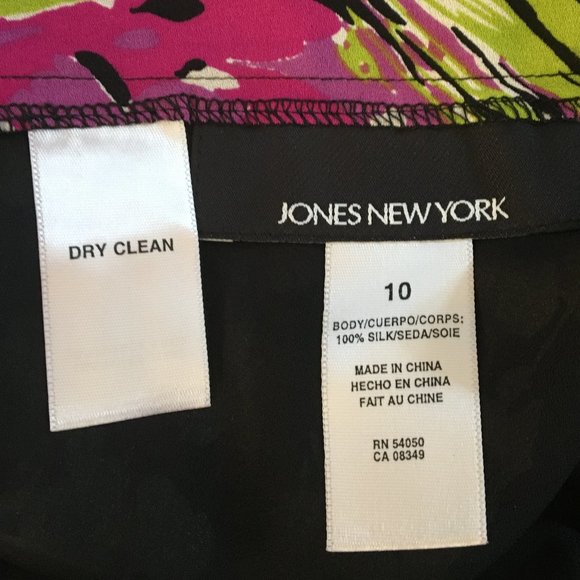 DRY CLEAN
JONES NEW YORK
10
BODY/CUERPO/CORPS:
100% SILK/SEDA/SOIE
MADE IN CHINA
HECHO EN CHINA
FAIT AU CHINE
RN 54050
CA 08349